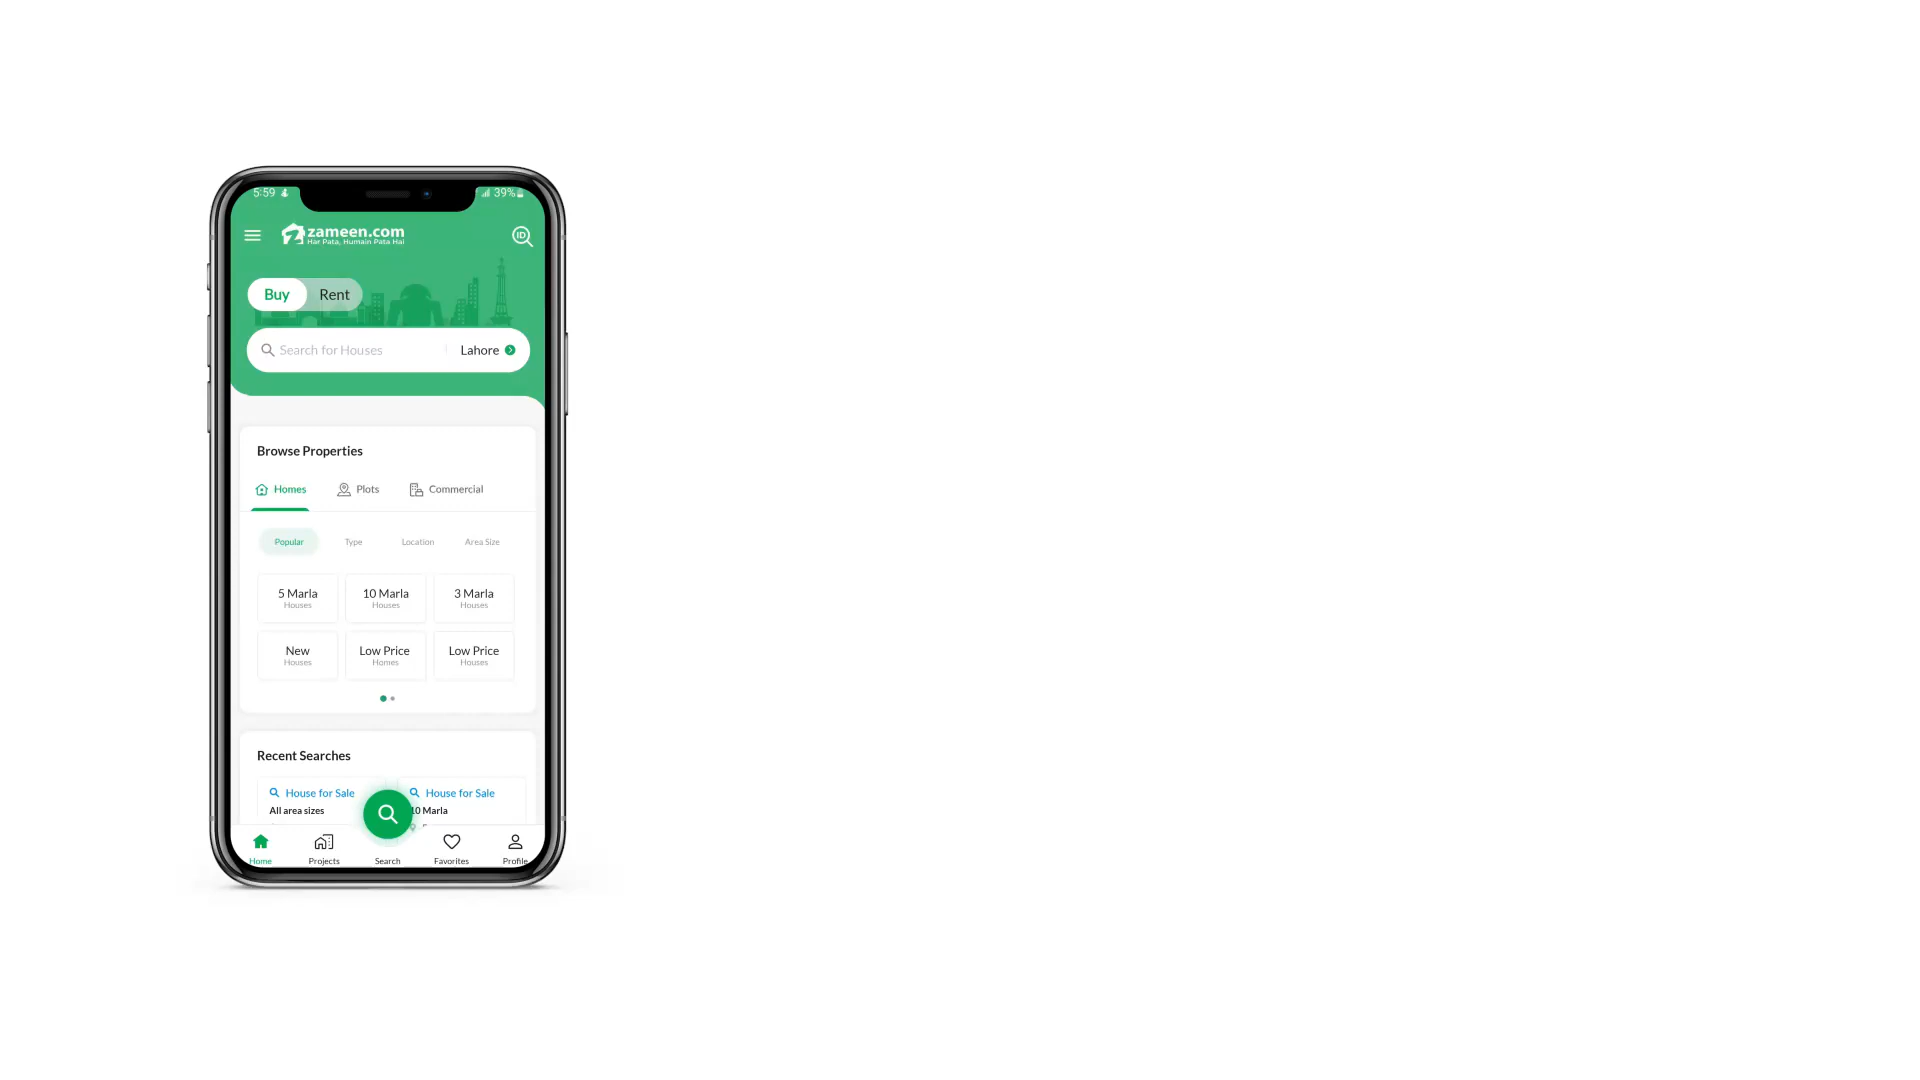 5:59
39%
zameen.com
Har Pata, Humain Pata Hai
ID
Buy Rent
Search for Houses Lahore
Browse Properties
Homes Plots Commercial
Popular Type Location Area Size
5 Marla 10 Marla 3 Marla
Houses Houses Houses
New Low Price Low Price
Houses Homes Houses
Recent Searches
House for Sale House for Sale
All area sizes 10 Marla
Home Projects Search Favorites Profile